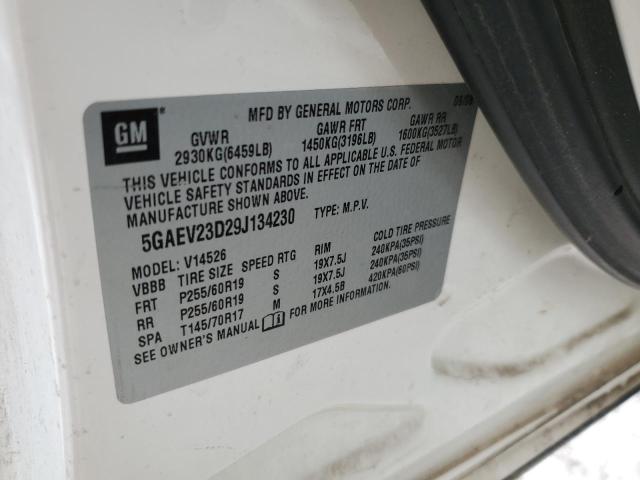 MFD BY GENERAL MOTORS CORP.
GM
GVWR GAWR FRT GAWR RR
2930KG(6459LB) 1450KG(3196LB) 1600KG(3527LB)
THIS VEHICLE CONFORMS TO ALL APPLICABLE U.S. FEDERAL MOTOR
VEHICLE SAFETY STANDARDS IN EFFECT ON THE DATE OF
MANUFACTURE SHOWN ABOVE.
5GAEV23D29J134230 TYPE: M.P.V.
MODEL: V14526
VBBB TIRE SIZE SPEED RTG RIM COLD TIRE PRESSURE
FRT P255/60R19 S 19X7.5J 240KPA(35PSI)
RR P255/60R19 S 19X7.5J 240KPA(35PSI)
SPA T145/70R17 M 17X4.5B 420KPA(60PSI)
SEE OWNER'S MANUAL FOR ADDITIONAL INFORMATION.